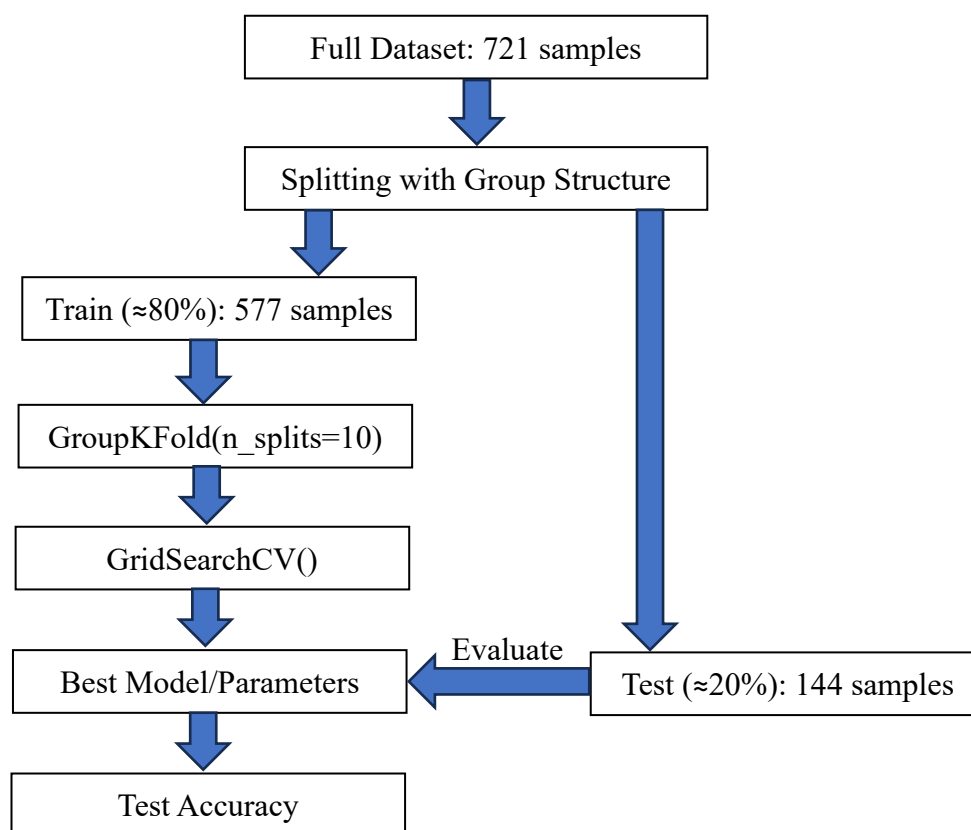 Full Dataset: 721 samples
Splitting with Group Structure
Train (≈80%): 577 samples
GroupKFold(n_splits=10)
GridSearchCV()
Evaluate
Best Model/Parameters
Test (≈20%): 144 samples
Test Accuracy